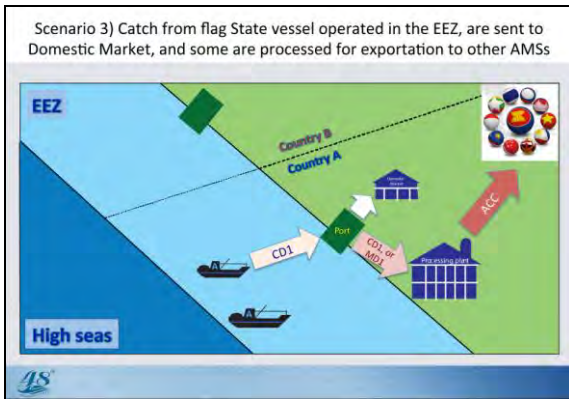 Scenario 3) Catch from flag State vessel operated in the EEZ, are sent to
Domestic Market, and some are processed for exportation to other AMSs
EEZ
Country B
Country A
Port
CD1
CD1, or
MD1
Processing plant
ACC
A
A
High seas